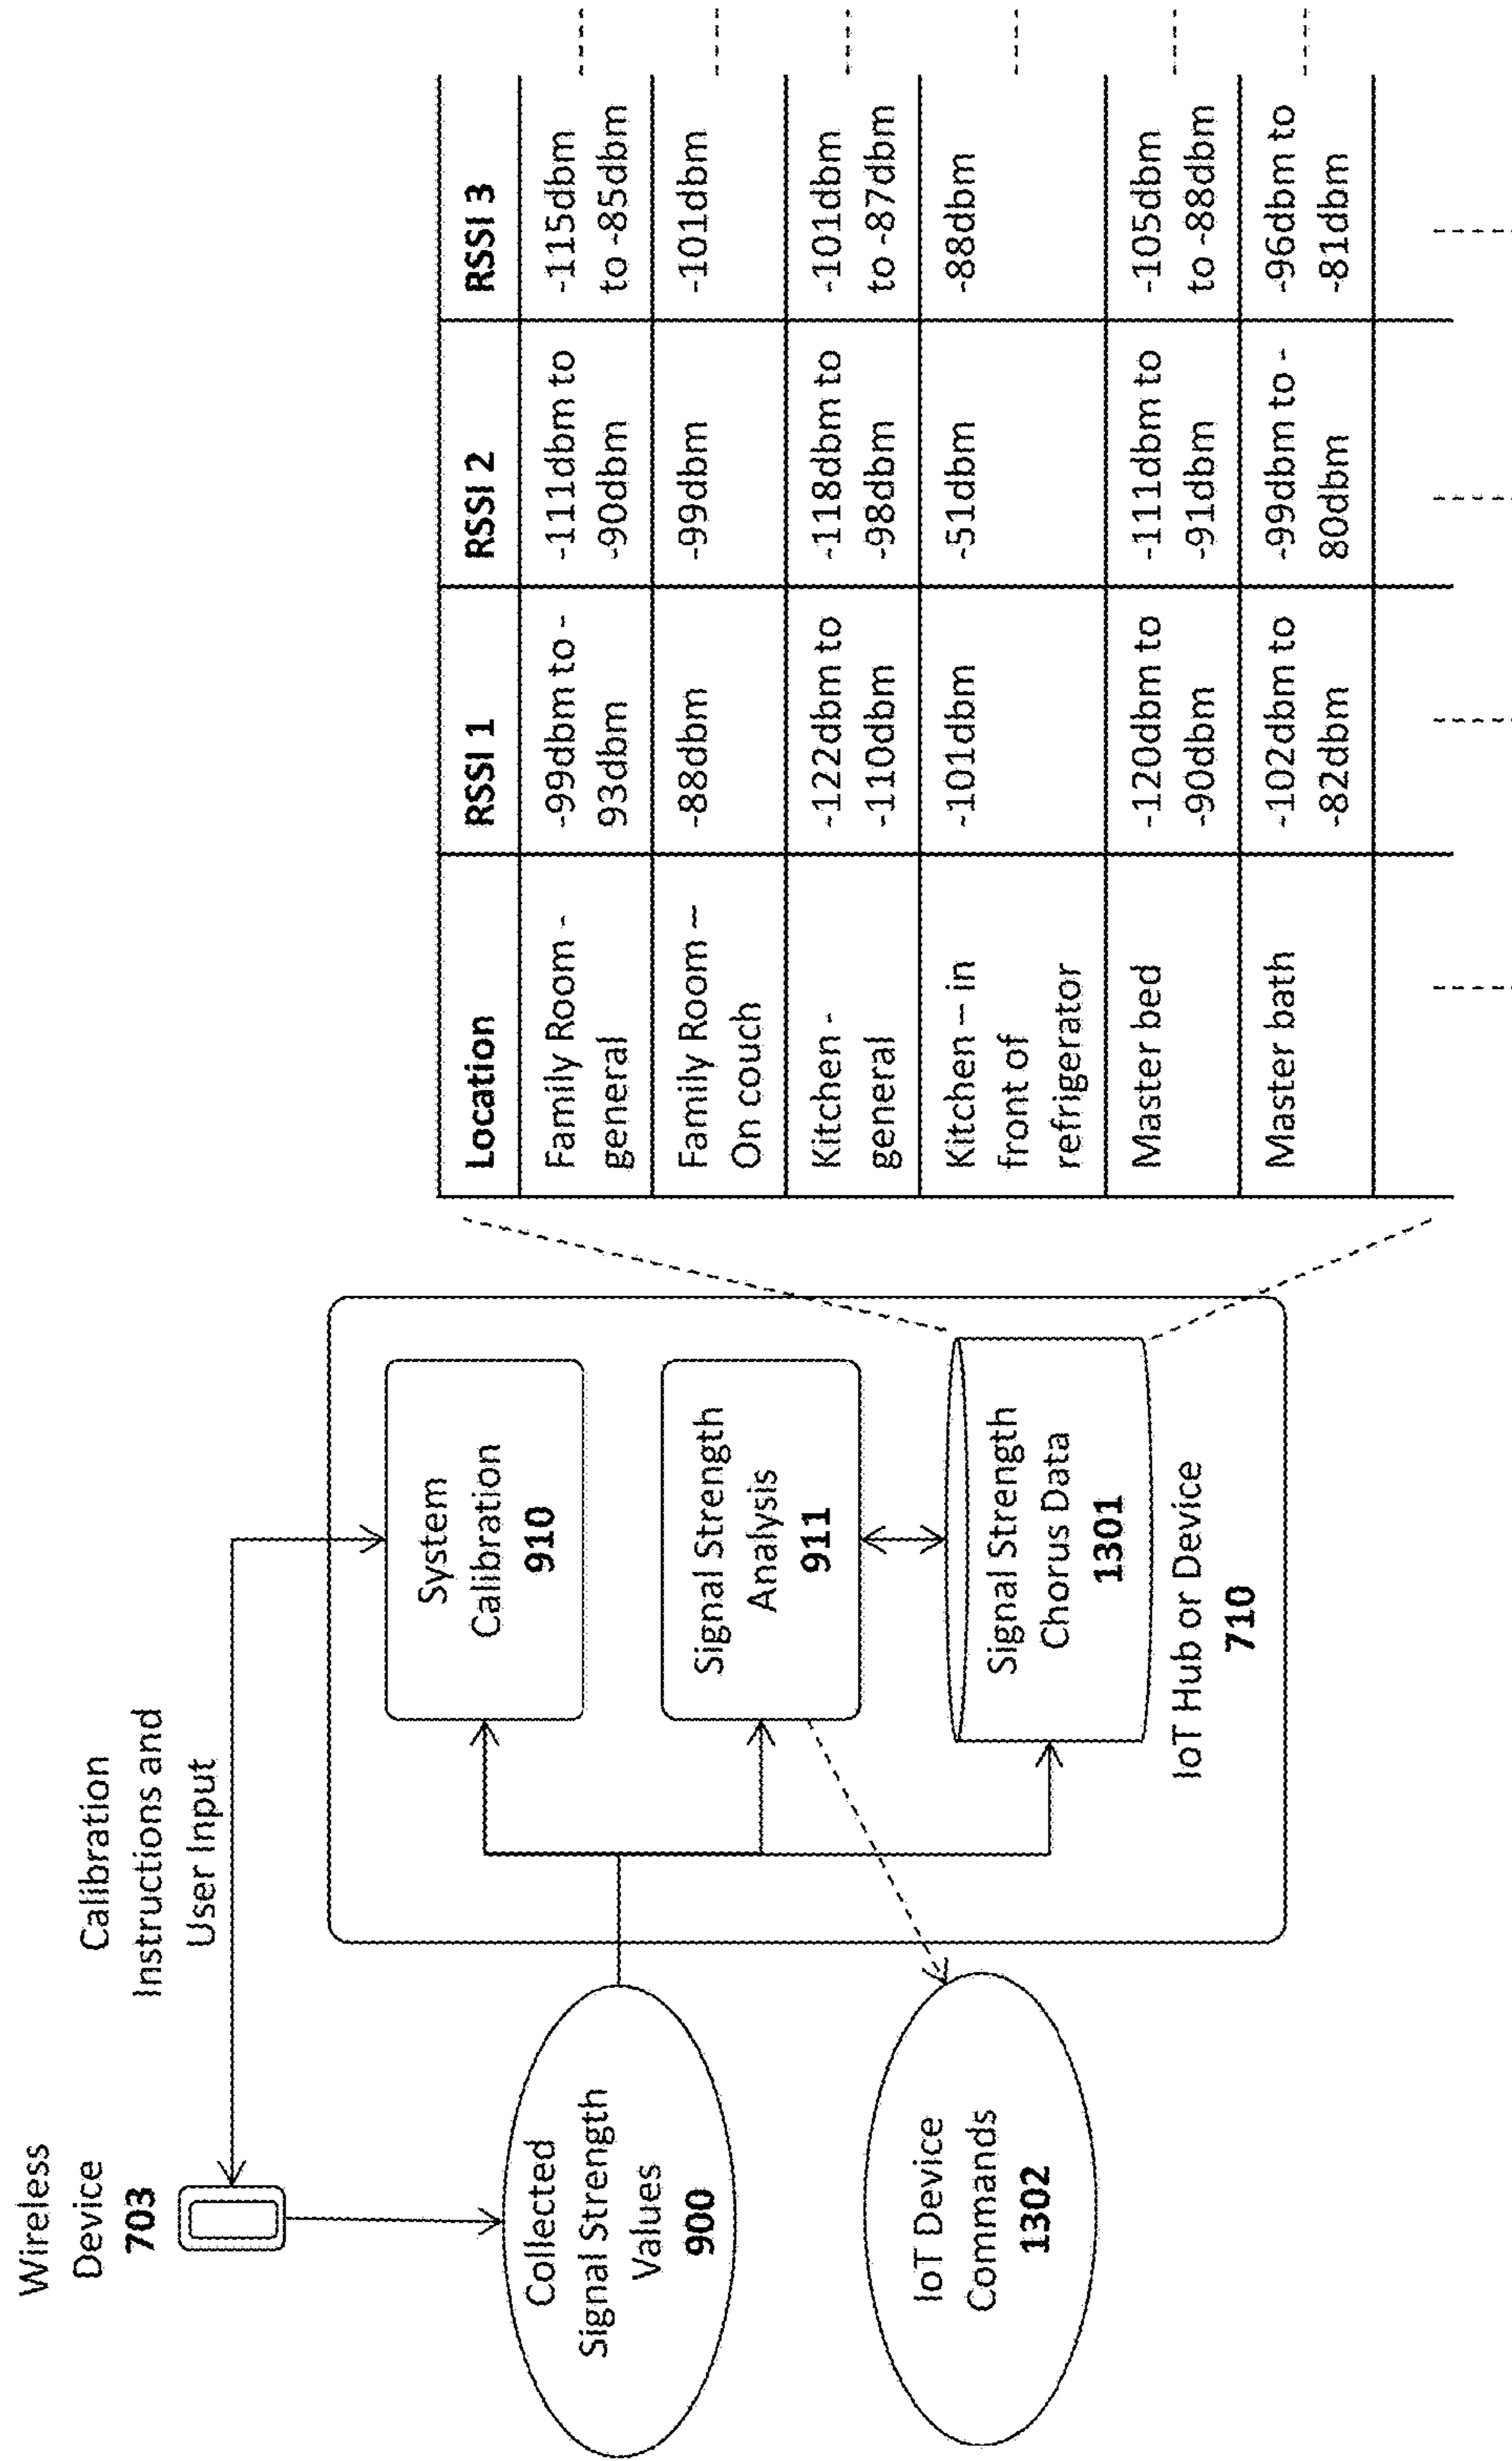 Wireless
Device
703
Calibration
Instructions and
User Input
Collected
Signal Strength
Values
900
IoT Device
Commands
1302
System
Calibration
910
Signal Strength
Analysis
911
Signal Strength
Chorus Data
1301
IoT Hub or Device
710
Location RSSI 1 RSSI 2 RSSI 3
Family Room - -99dbm to - -111dbm to -115dbm
general 93dbm -90dbm to -85dbm
Family Room – -88dbm -99dbm -101dbm
On couch
Kitchen - -122dbm to -118dbm to -101dbm
general -110dbm -98dbm to -87dbm
Kitchen – in -101dbm -51dbm -88dbm
front of
refrigerator
Master bed -120dbm to -111dbm to -105dbm
-90dbm -91dbm to -88dbm
Master bath -102dbm to -99dbm to - -96dbm to
-82dbm 80dbm -81dbm